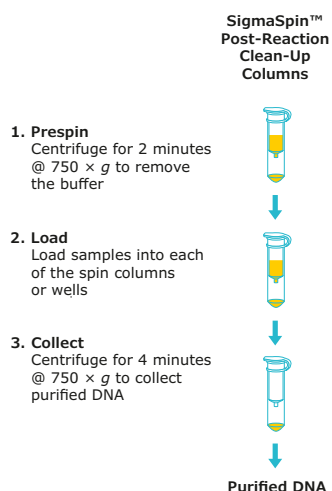 SigmaSpin™
Post-Reaction
Clean-Up
Columns
1. Prespin
Centrifuge for 2 minutes
@ 750 × g to remove
the buffer
2. Load
Load samples into each
of the spin columns
or wells
3. Collect
Centrifuge for 4 minutes
@ 750 × g to collect
purified DNA
Purified DNA